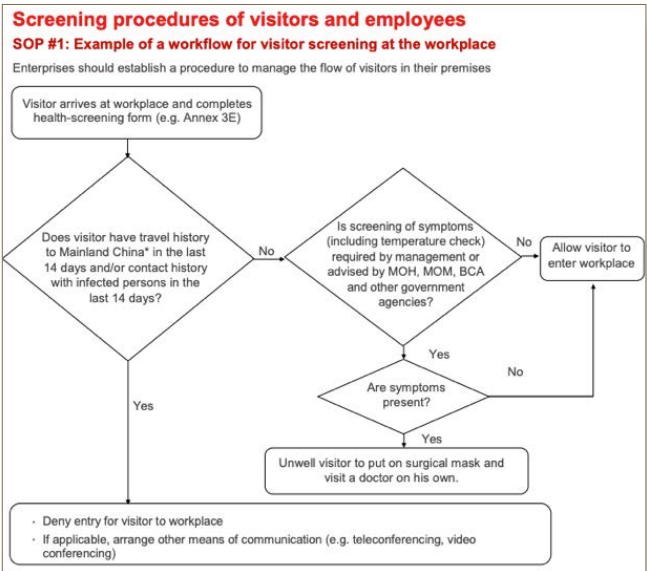 Screening procedures of visitors and employees
SOP #1: Example of a workflow for visitor screening at the workplace
Enterprises should establish a procedure to manage the flow of visitors in their premises
Visitor arrives at workplace and completes
health-screening form (e.g. Annex 3E)
Does visitor have travel history
to Mainland China* in the last
14 days and/or contact history
with infected persons in the
last 14 days?
No
Is screening of symptoms
(including temperature check)
required by management or
advised by MOH, MOM, BCA
and other government
agencies?
No
Allow visitor to
enter workplace
Yes
No
Are symptoms
present?
Yes
Yes
Unwell visitor to put on surgical mask and
visit a doctor on his own.
· Deny entry for visitor to workplace
· If applicable, arrange other means of communication (e.g. teleconferencing, video
conferencing)